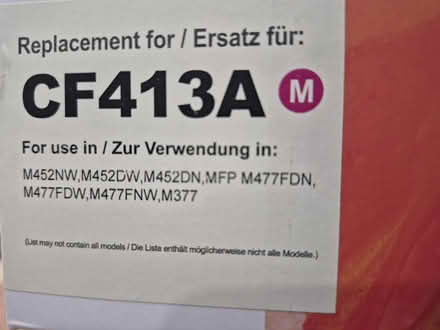 Replacement for / Ersatz für:
CF413A M
For use in / Zur Verwendung in:
M452NW,M452DW,M452DN,MFP M477FDN,
M477FDW,M477FNW,M377
(List may not contain all models / Die Lista enthält möglicherweise nicht alle Modelle.)